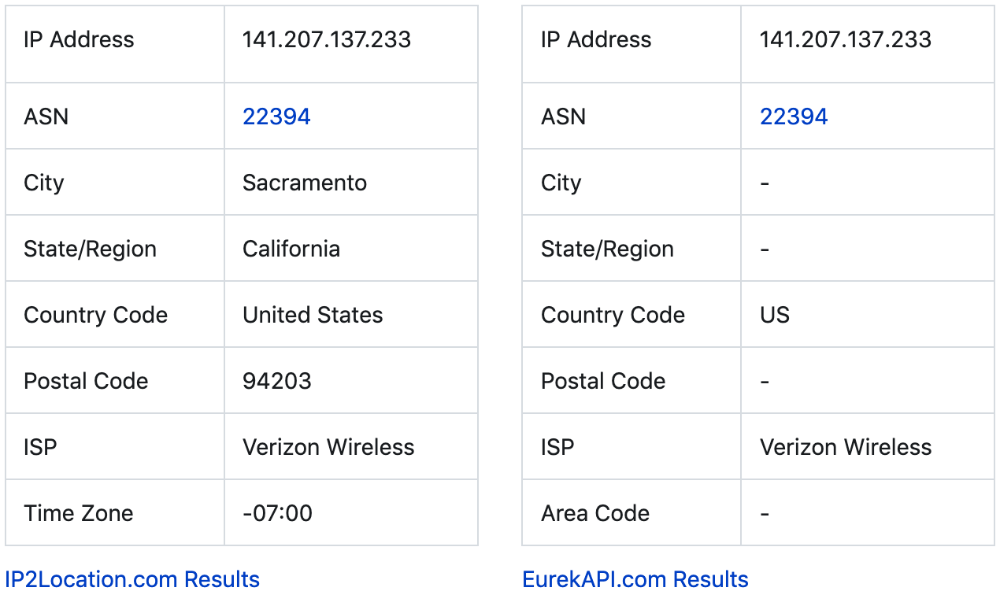 IP Address 141.207.137.233
ASN 22394
City Sacramento
State/Region California
Country Code United States
Postal Code 94203
ISP Verizon Wireless
Time Zone -07:00
IP2Location.com Results
IP Address 141.207.137.233
ASN 22394
City -
State/Region -
Country Code US
Postal Code -
ISP Verizon Wireless
Area Code -
EurekAPI.com Results